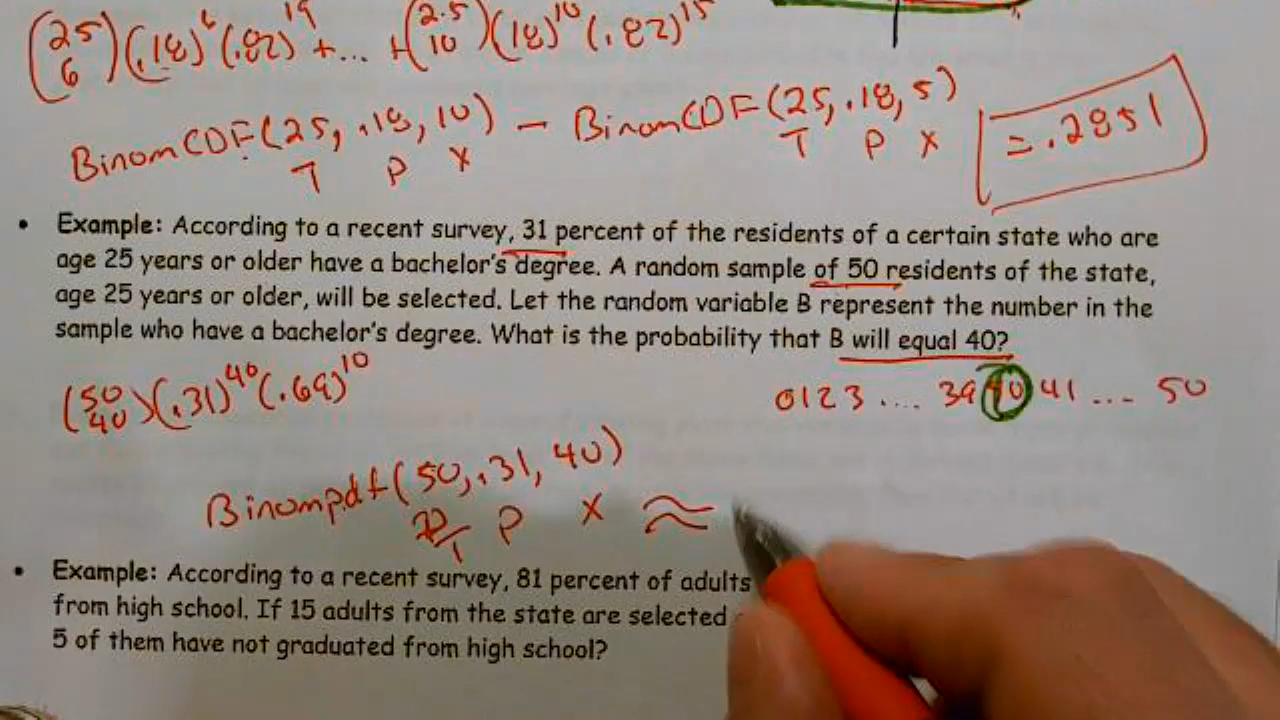 (25 6)(.18)^6(.82)^19 + ... + (2.5 10)(18)^10(.82)^15
BinomCDF(25, .18, 10) - BinomCDF(25, .18, 5) = .2851
T P X T P X
• Example: According to a recent survey, 31 percent of the residents of a certain state who are
age 25 years or older have a bachelor's degree. A random sample of 50 residents of the state,
age 25 years or older, will be selected. Let the random variable B represent the number in the
sample who have a bachelor's degree. What is the probability that B will equal 40?
(50 40)(.31)^40(.69)^10
0123 .... 39 40 41 ... 50
Binompdf(50, .31, 40)
T P X ≈
• Example: According to a recent survey, 81 percent of adults
from high school. If 15 adults from the state are selected
5 of them have not graduated from high school?